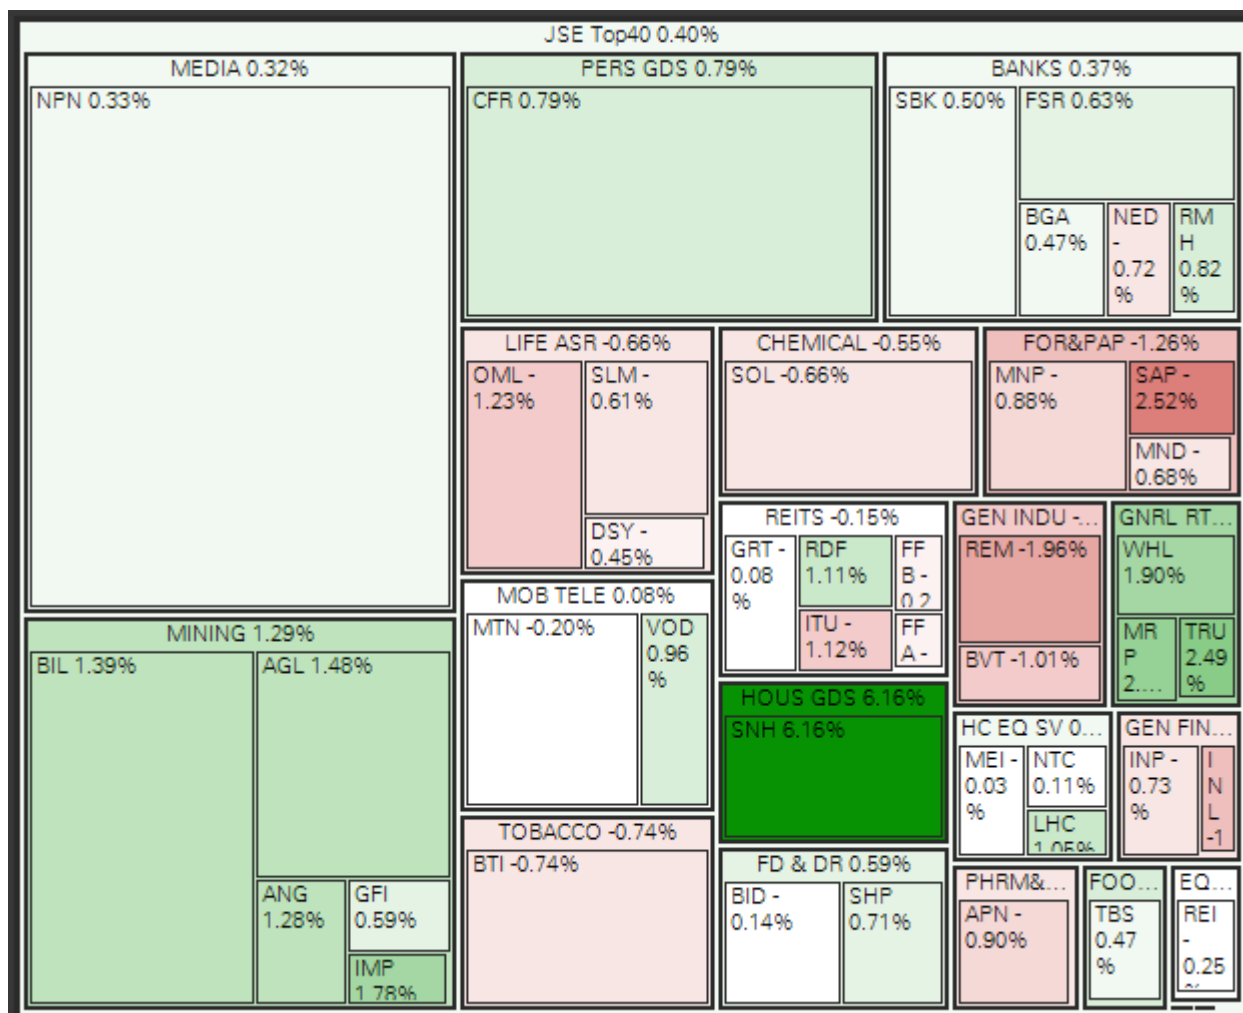 JSE Top40 0.40%
MEDIA 0.32%
NPN 0.33%
PERS GDS 0.79%
CFR 0.79%
BANKS 0.37%
SBK 0.50%
FSR 0.63%
BGA
0.47%
NED
-
0.72
%
RM
H
0.82
%
LIFE ASR -0.66%
OML -
1.23%
SLM -
0.61%
DSY -
0.45%
CHEMICAL -0.55%
SOL -0.66%
FOR&PAP -1.26%
MNP -
0.88%
SAP -
2.52%
MND -
0.68%
REITS -0.15%
GRT -
0.08
%
RDF
1.11%
ITU -
1.12%
FF
B -
0.2
FF
A -
GEN INDU -...
REM -1.96%
BVT -1.01%
GNRL RT...
WHL
1.90%
MR
P
2....
TRU
2.49
%
MOB TELE 0.08%
MTN -0.20%
VOD
0.96
%
MINING 1.29%
BIL 1.39%
AGL 1.48%
ANG
1.28%
GFI
0.59%
IMP
1.78%
HOUS GDS 6.16%
SNH 6.16%
HC EQ SV 0...
MEI -
0.03
%
NTC
0.11%
LHC
1.05%
GEN FIN...
INP -
0.73
%
I
N
L
-1
TOBACCO -0.74%
BTI -0.74%
FD & DR 0.59%
BID -
0.14%
SHP
0.71%
PHRM&...
APN -
0.90%
FOO...
TBS
0.47
%
EQ...
REI
-
0.25
%